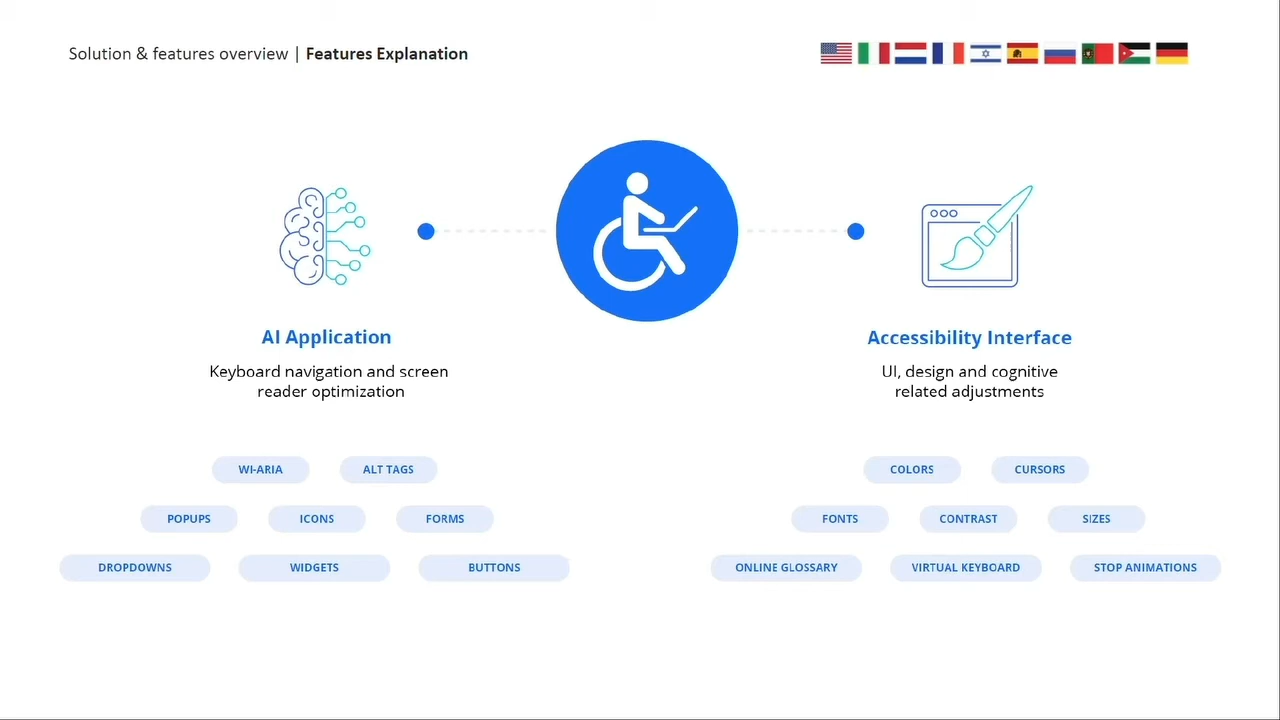 Solution & features overview | Features Explanation
AI Application
Keyboard navigation and screen
reader optimization
WI-ARIA
ALT TAGS
POPUPS
ICONS
FORMS
DROPDOWNS
WIDGETS
BUTTONS
Accessibility Interface
UI, design and cognitive
related adjustments
COLORS
CURSORS
FONTS
CONTRAST
SIZES
ONLINE GLOSSARY
VIRTUAL KEYBOARD
STOP ANIMATIONS